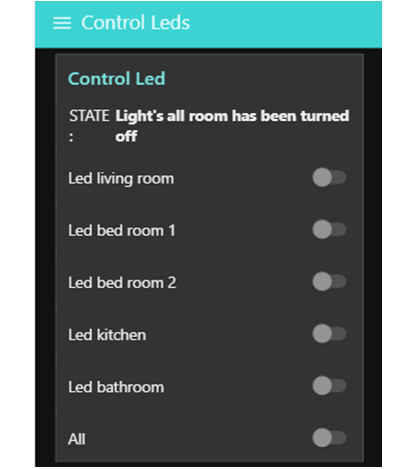 Control Leds
Control Led
STATE Light's all room has been turned
: off
Led living room
Led bed room 1
Led bed room 2
Led kitchen
Led bathroom
All